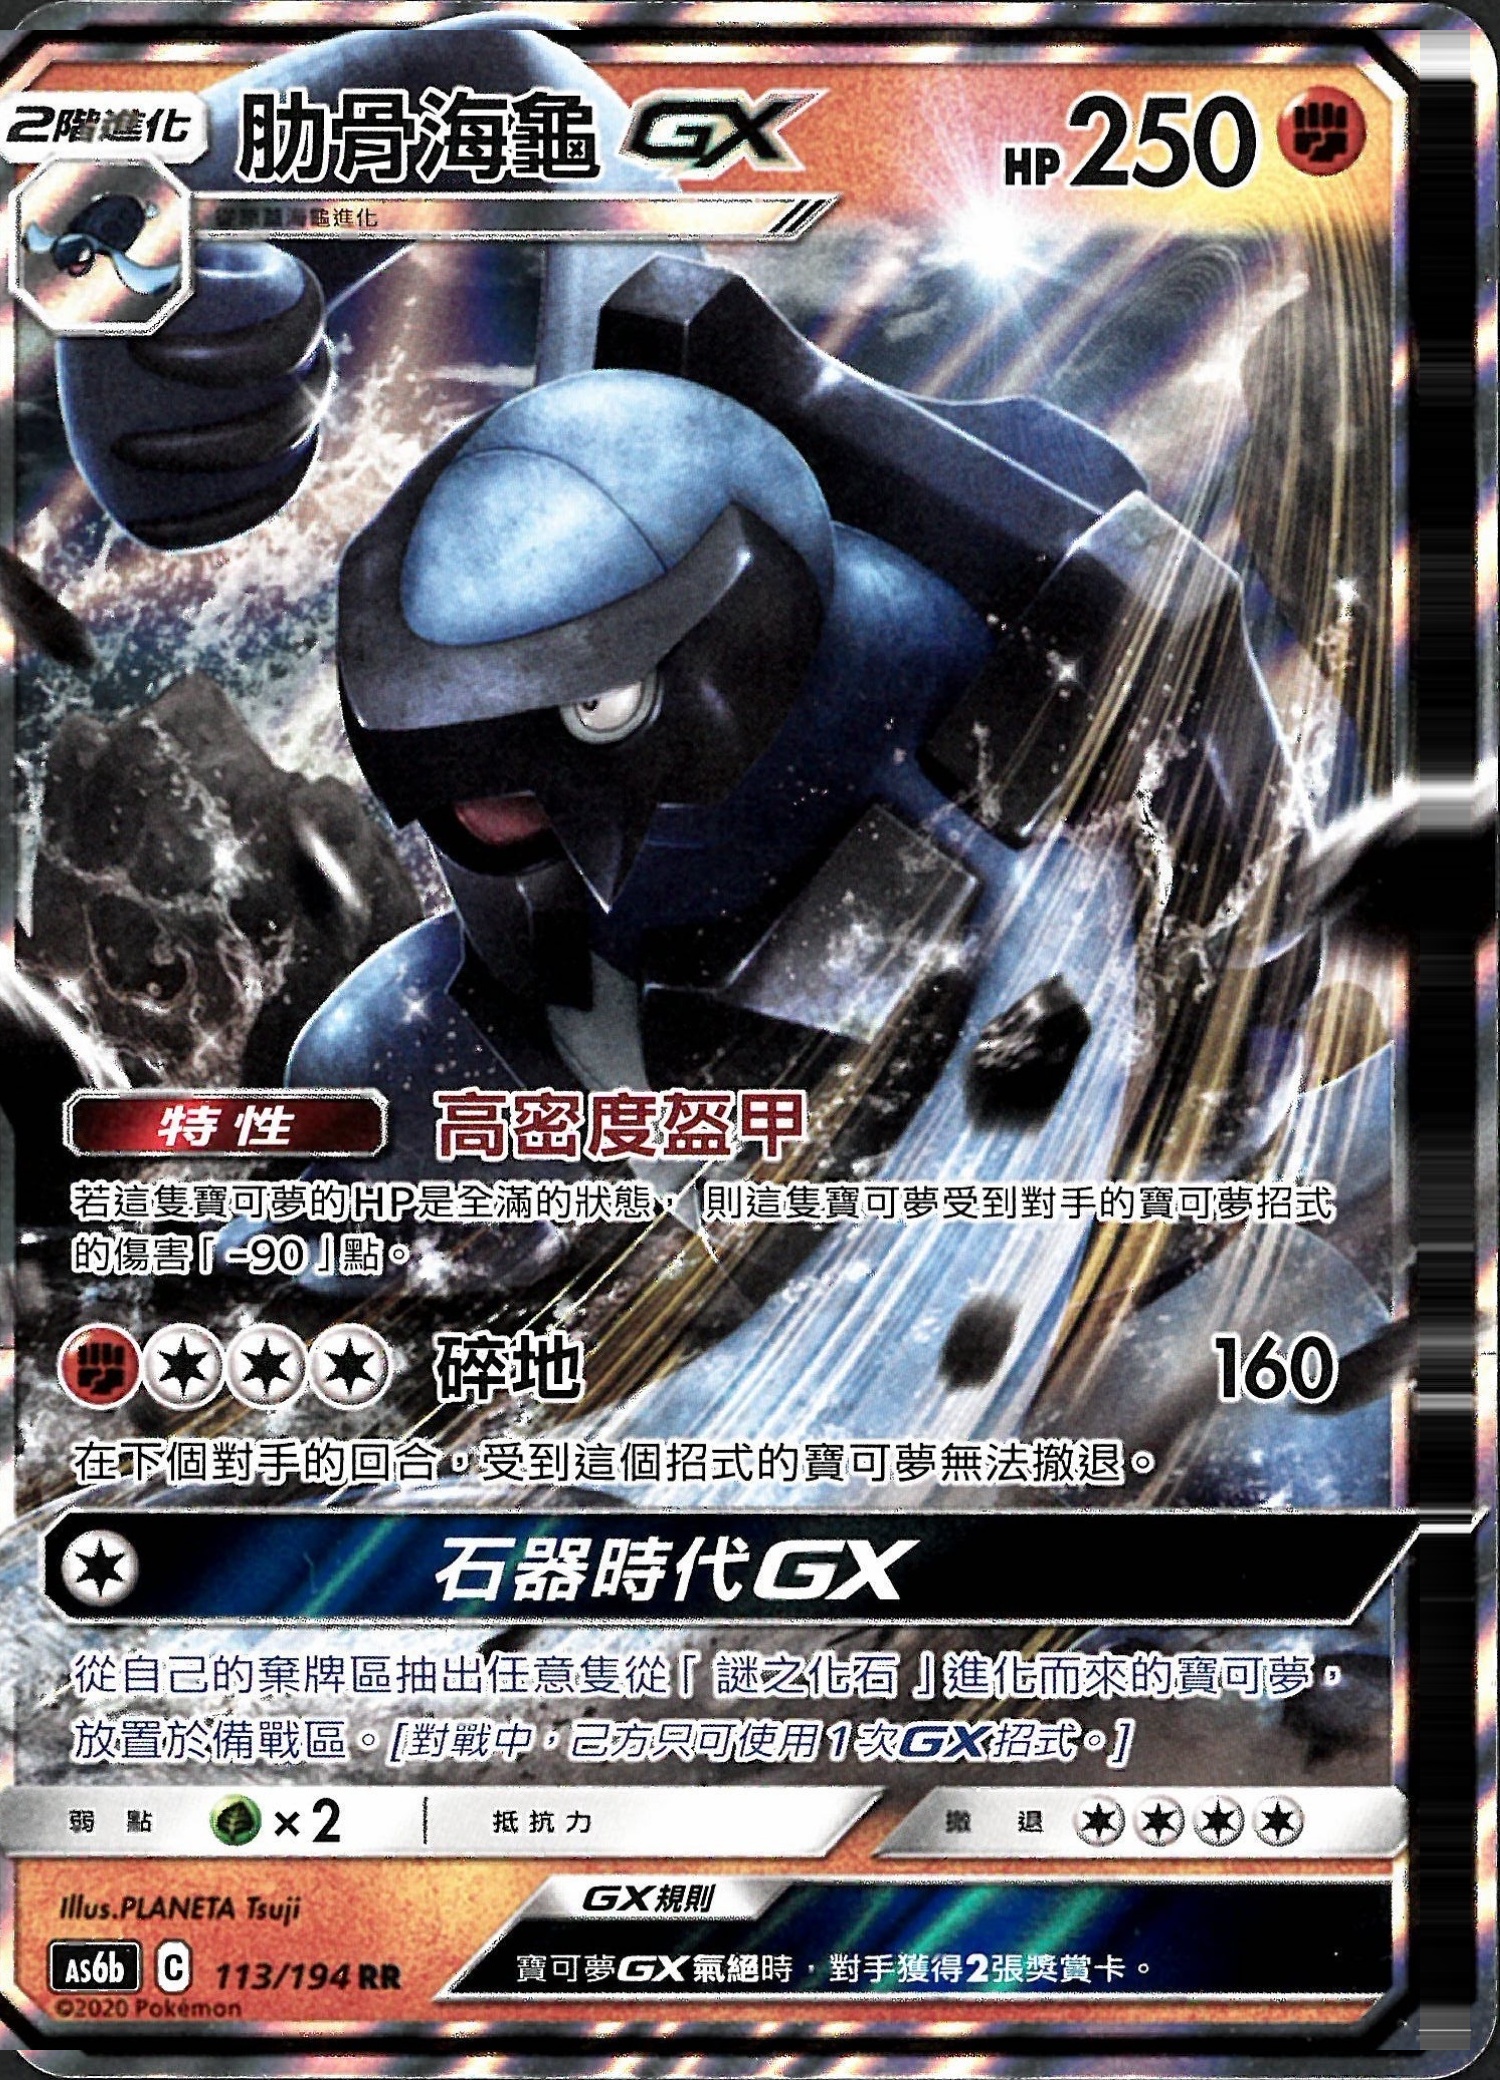 2階進化
肋骨海龜GX
HP250
從原蓋海龜進化
特性
高密度盔甲
若這隻寶可夢的HP是全滿的狀態，則這隻寶可夢受到對手的寶可夢招式
的傷害「-90」點。
碎地 160
在下個對手的回合，受到這個招式的寶可夢無法撤退。
石器時代GX
從自己的棄牌區抽出任意隻從「謎之化石」進化而來的寶可夢，
放置於備戰區。[對戰中，己方只可使用1次GX招式。]
弱點 ×2 抵抗力 撤退
Illus.PLANETA Tsuji
GX規則
AS6b C 113/194 RR
寶可夢GX氣絕時，對手獲得2張獎賞卡。
©2020 Pokémon